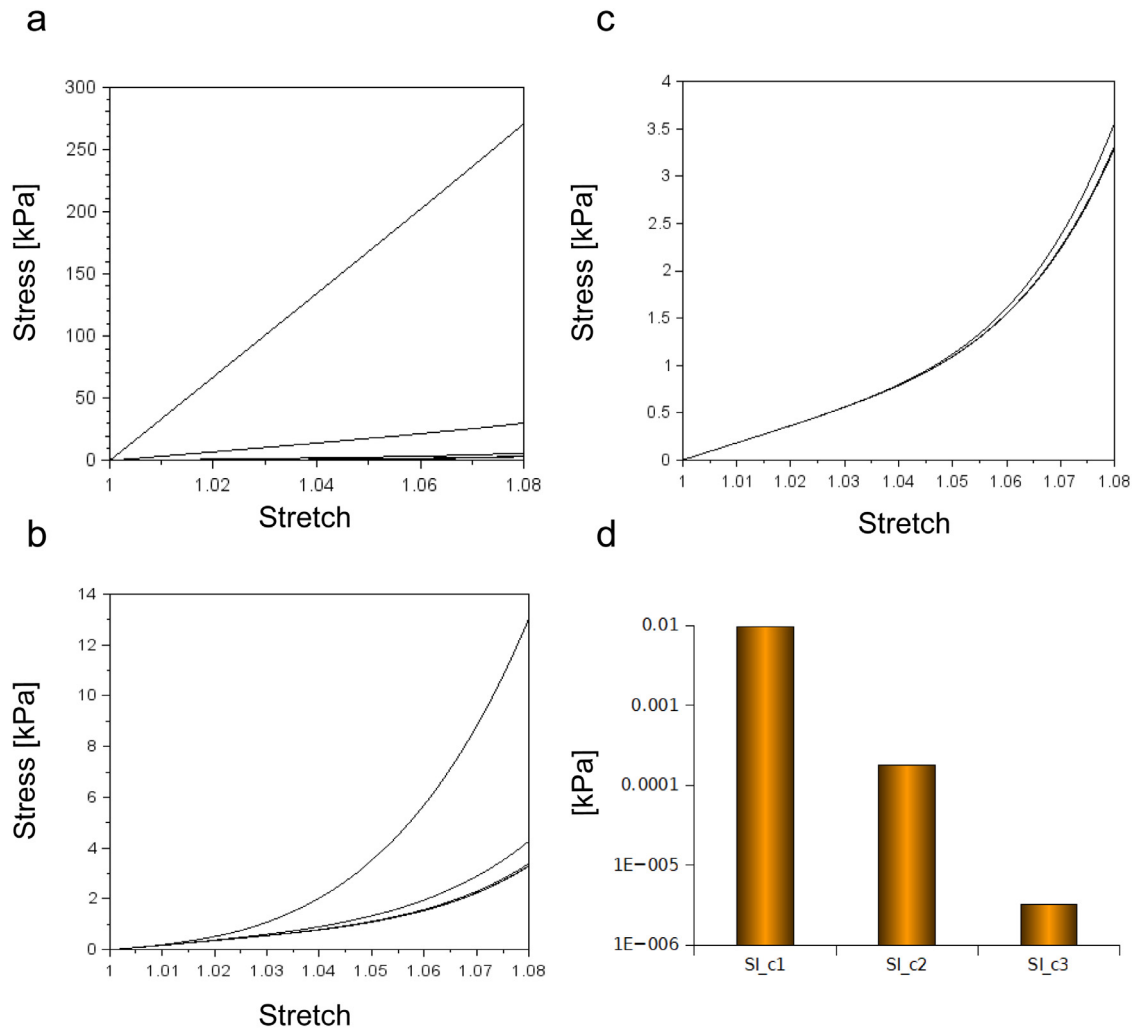 a
300
250
200
150
100
50
0
Stress [kPa]
1 1.02 1.04 1.06 1.08
Stretch
b
14
12
10
8
6
4
2
0
Stress [kPa]
1 1.01 1.02 1.03 1.04 1.05 1.06 1.07 1.08
Stretch
c
4
3.5
3
2.5
2
1.5
1
0.5
0
Stress [kPa]
1 1.01 1.02 1.03 1.04 1.05 1.06 1.07 1.08
Stretch
d
0.01
0.001
0.0001
1E−005
1E−006
[kPa]
SI_c1 SI_c2 SI_c3